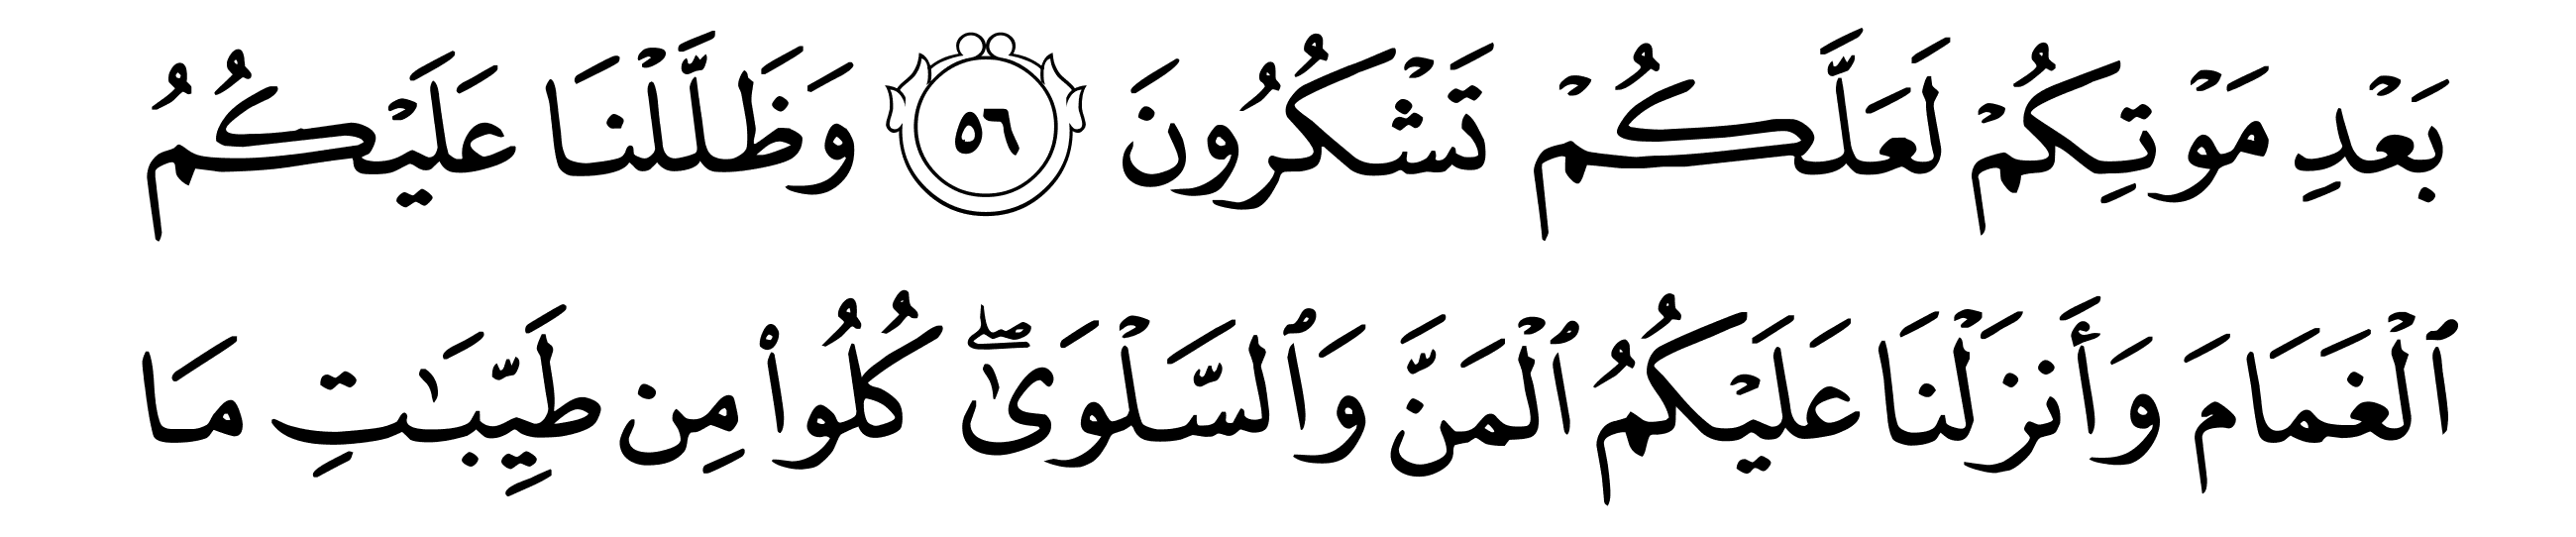 بَعْدِ مَوْتِكُمْ لَعَلَّكُمْ تَشْكُرُونَ ٥٦ وَظَلَّلْنَا عَلَيْكُمُ
ٱلْغَمَامَ وَأَنزَلْنَا عَلَيْكُمُ ٱلْمَنَّ وَٱلسَّلْوَىٰ ۖ كُلُوا۟ مِن طَيِّبَـٰتِ مَا